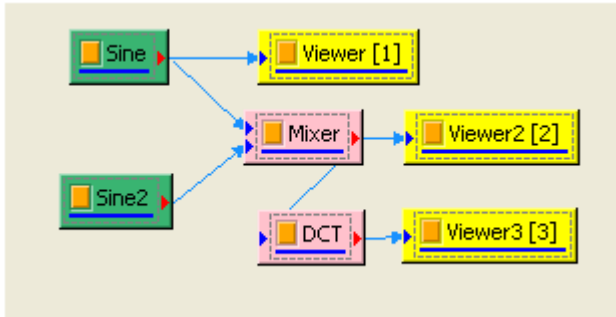 Sine
Viewer [1]
Mixer
Viewer2 [2]
Sine2
DCT
Viewer3 [3]